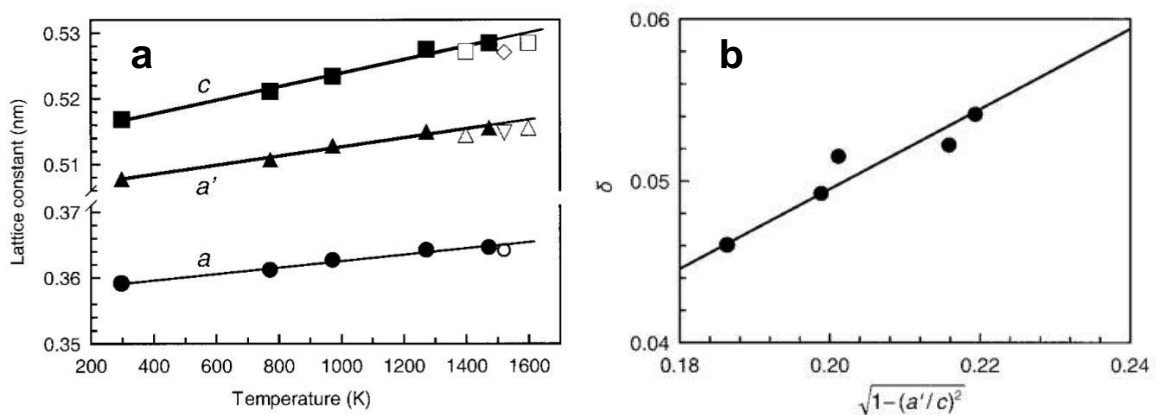 a
0.53
0.52
0.51
0.37
0.36
0.35
c
a'
a
Lattice constant (nm)
200 400 600 800 1000 1200 1400 1600
Temperature (K)
b
0.06
0.05
0.04
δ
0.18 0.20 0.22 0.24
√1−(a'/c)²